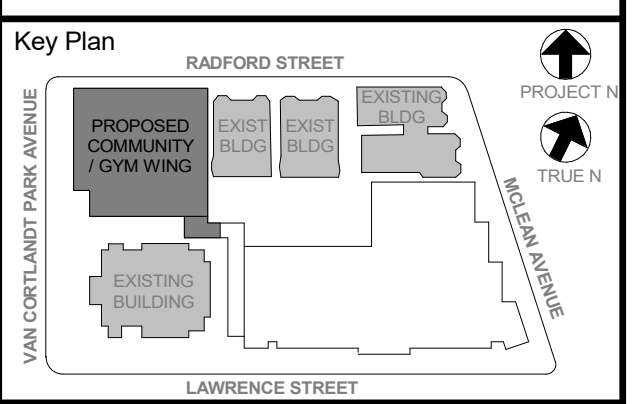 Key Plan
RADFORD STREET
PROJECT N
TRUE N
VAN CORTLANDT PARK AVENUE
PROPOSED
COMMUNITY
/ GYM WING
EXIST
BLDG
EXIST
BLDG
EXISTING
BLDG
MCLEAN AVENUE
EXISTING
BUILDING
LAWRENCE STREET